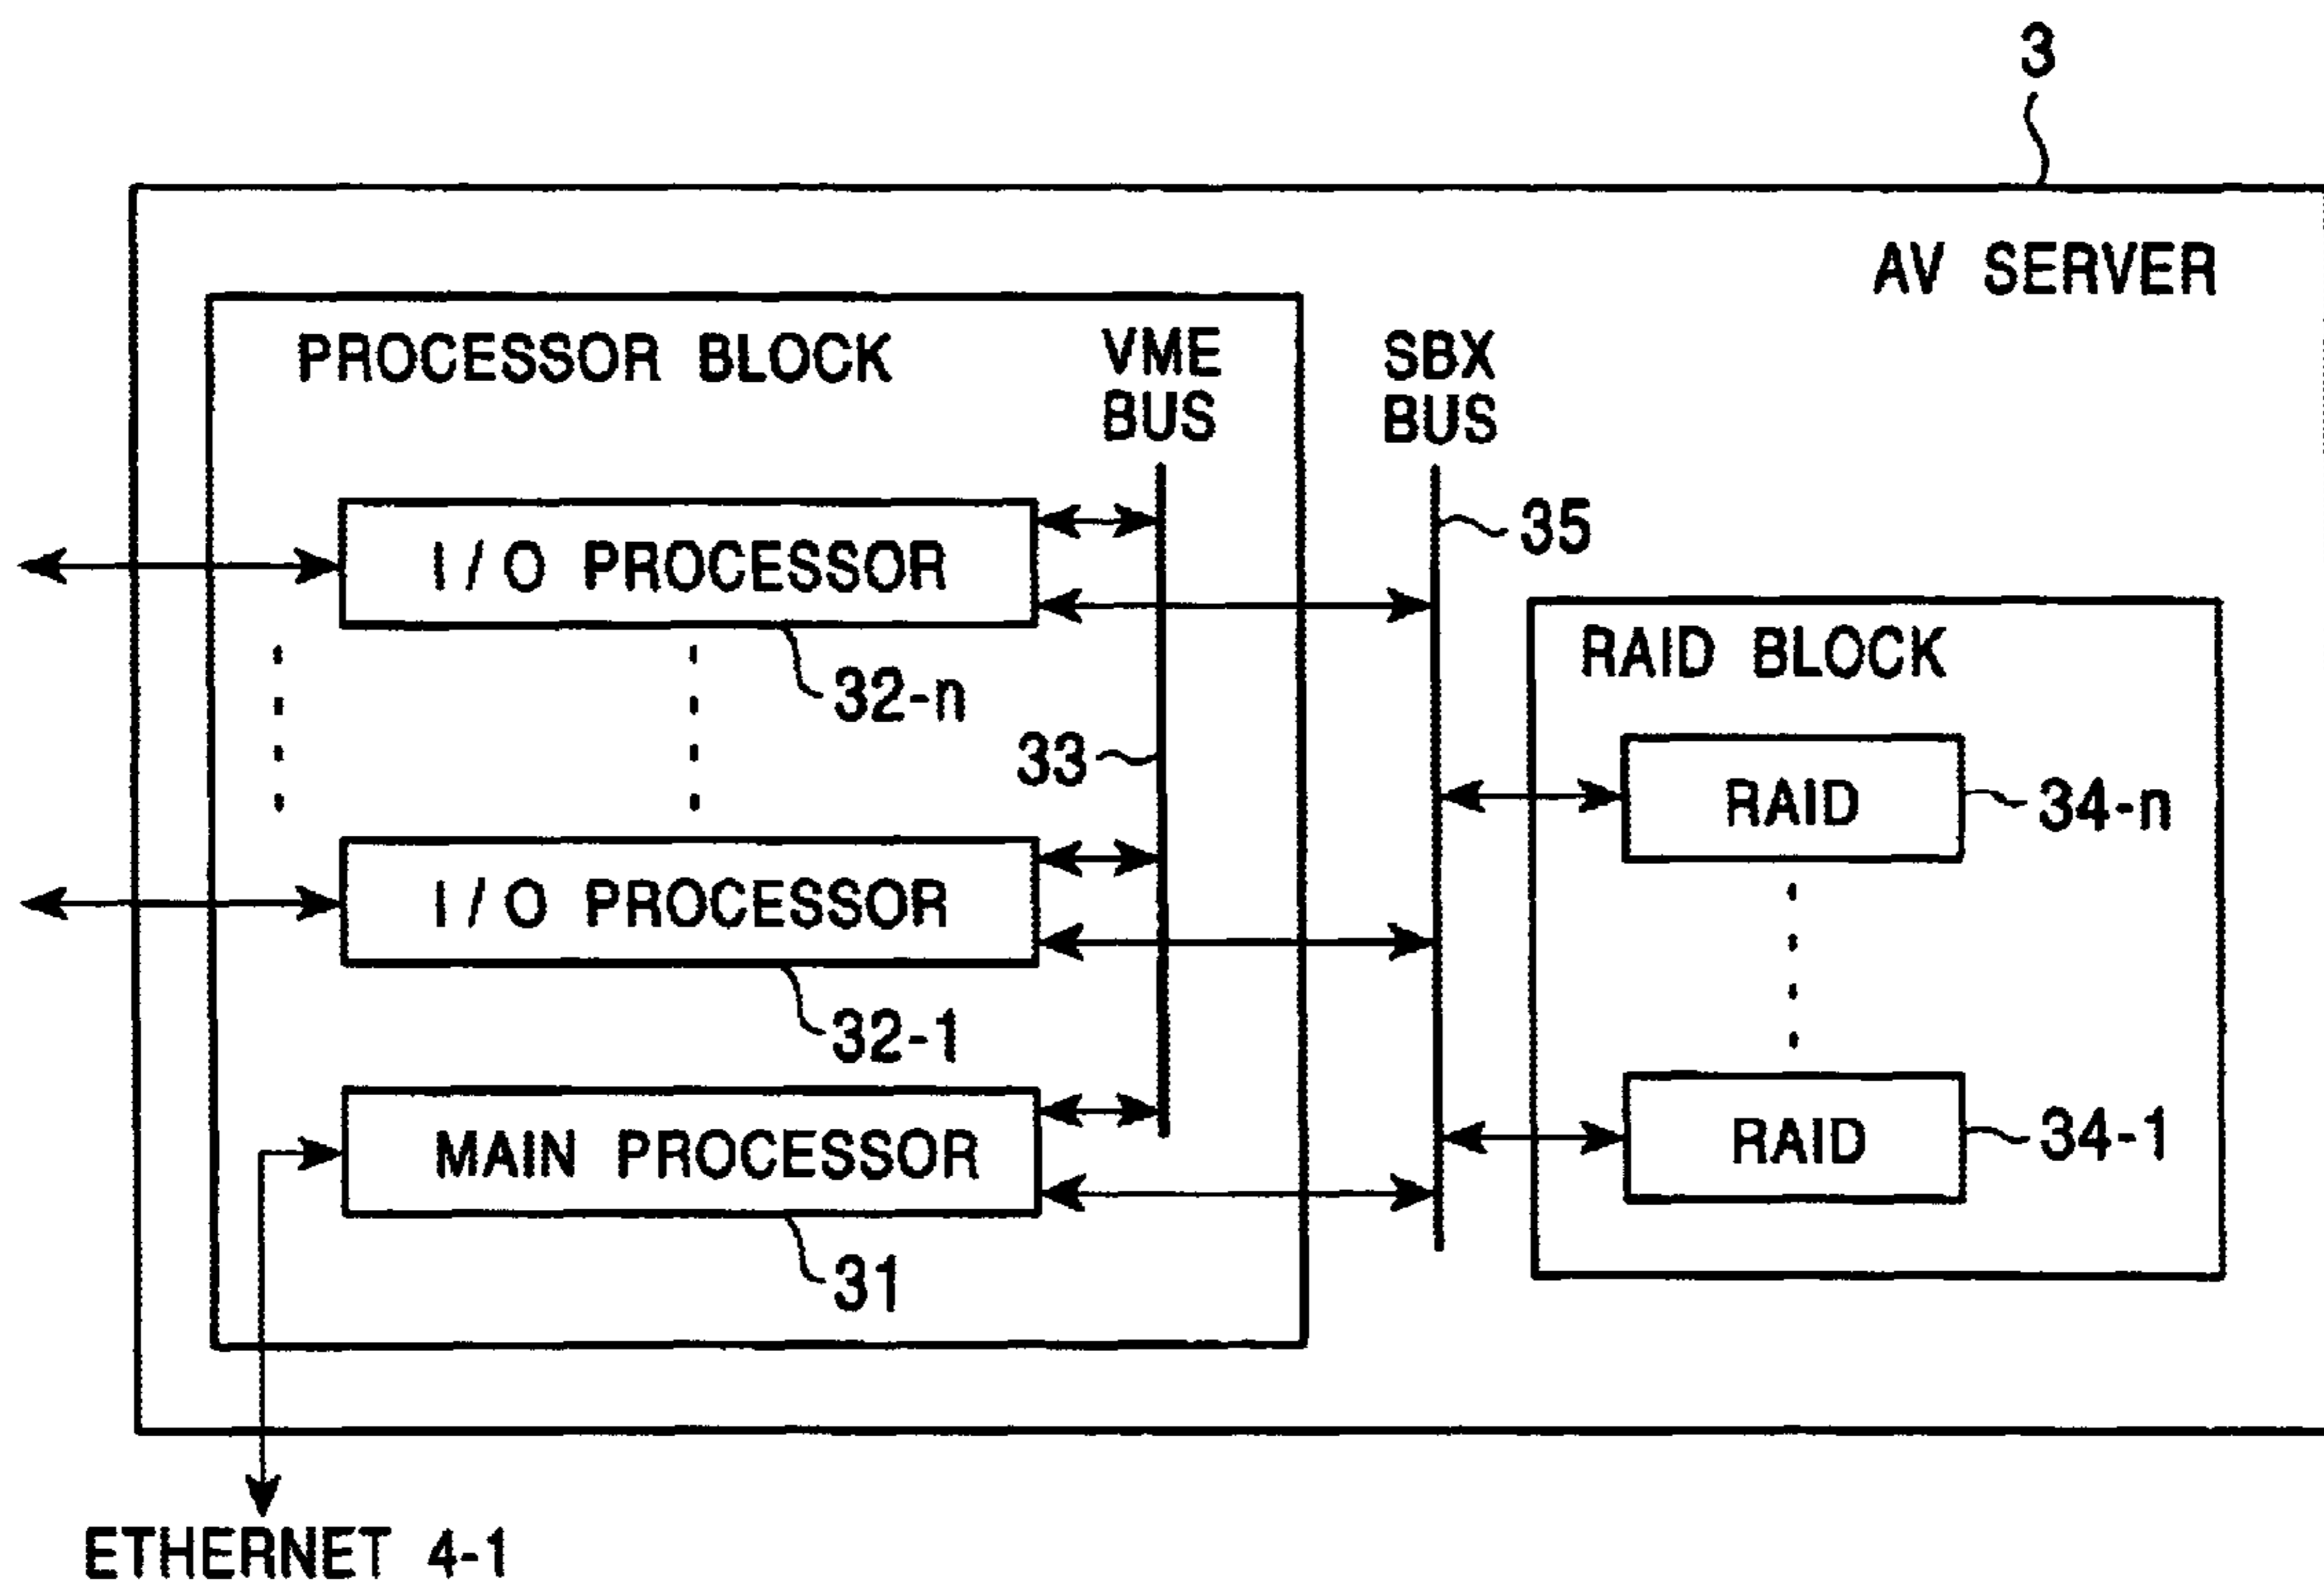 3
AV SERVER
PROCESSOR BLOCK
VME
BUS
SBX
BUS
35
I/O PROCESSOR
32-n
33
RAID BLOCK
RAID
34-n
I/O PROCESSOR
32-1
MAIN PROCESSOR
31
RAID
34-1
ETHERNET 4-1